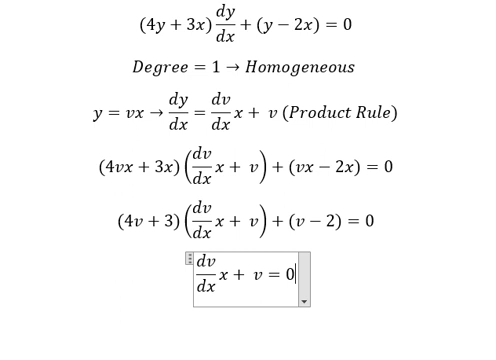 (4y + 3x) dy/dx + (y − 2x) = 0
Degree = 1 → Homogeneous
y = vx → dy/dx = dv/dx x + v (Product Rule)
(4vx + 3x) (dv/dx x + v) + (vx − 2x) = 0
(4v + 3) (dv/dx x + v) + (v − 2) = 0
dv/dx x + v = 0